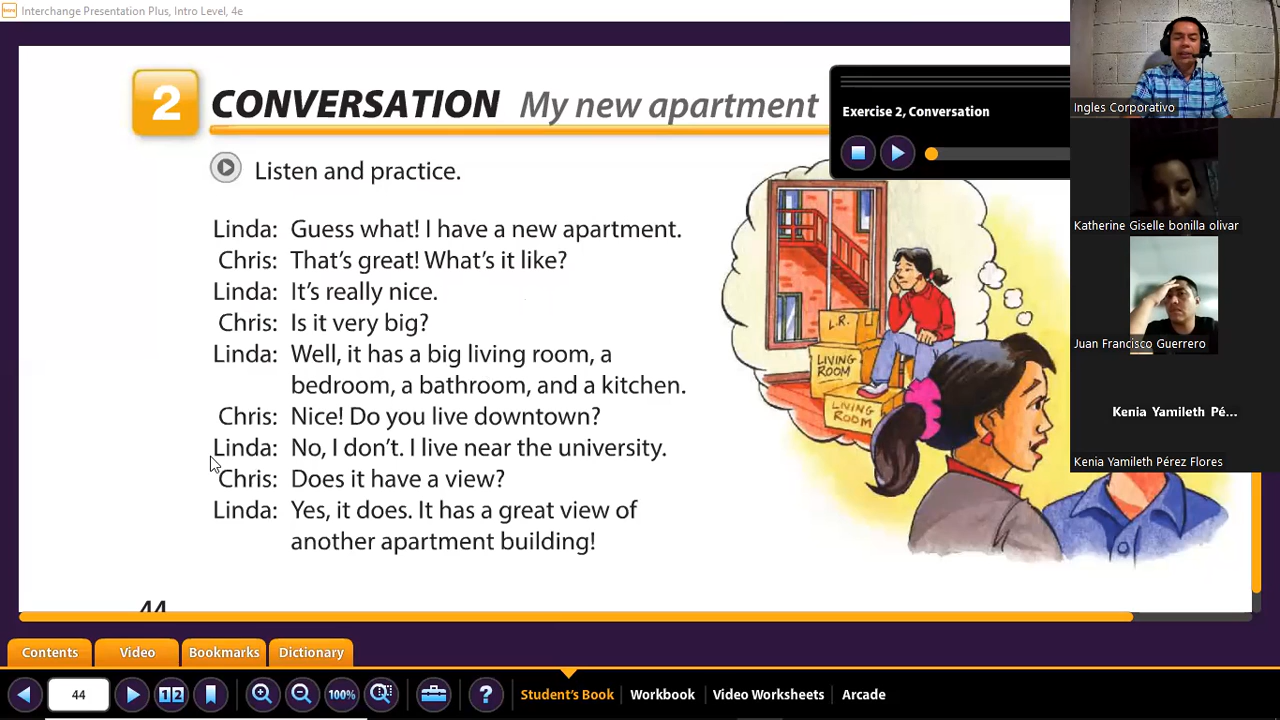 Interchange Presentation Plus, Intro Level, 4e
2 CONVERSATION My new apartment
Exercise 2, Conversation
Listen and practice.
Linda: Guess what! I have a new apartment.
Chris: That's great! What's it like?
Linda: It's really nice.
Chris: Is it very big?
Linda: Well, it has a big living room, a
bedroom, a bathroom, and a kitchen.
Chris: Nice! Do you live downtown?
Linda: No, I don't. I live near the university.
Chris: Does it have a view?
Linda: Yes, it does. It has a great view of
another apartment building!
L.R.
LIVING
ROOM
LIVING
ROOM
44
Ingles Corporativo
Katherine Giselle bonilla olivar
Juan Francisco Guerrero
Kenia Yamileth Pé...
Kenia Yamileth Pérez Flores
Contents Video Bookmarks Dictionary
44 1 2 100% ? Student's Book Workbook Video Worksheets Arcade